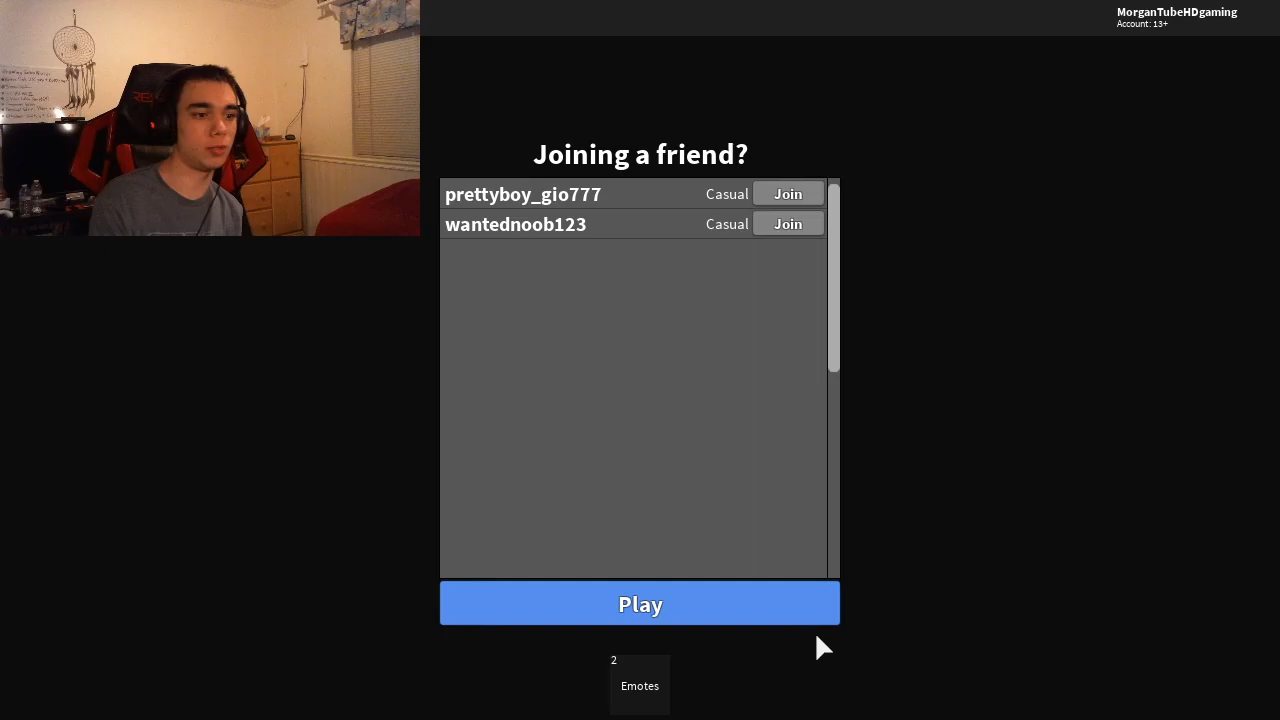 MorganTubeHDgaming
Account: 13+
Joining a friend?
prettyboy_gio777 Casual Join
wantednoob123 Casual Join
Play
2
Emotes